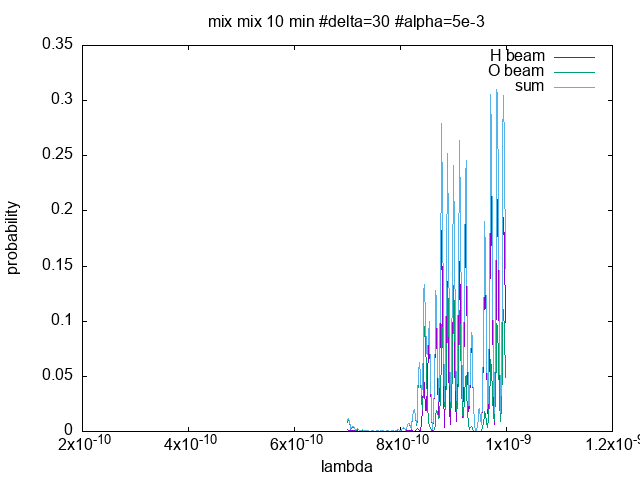 mix mix 10 min #delta=30 #alpha=5e-3
H beam
O beam
sum
0.35
0.3
0.25
0.2
0.15
0.1
0.05
0
probability
2x10⁻¹⁰ 4x10⁻¹⁰ 6x10⁻¹⁰ 8x10⁻¹⁰ 1x10⁻⁹ 1.2x10⁻⁹
lambda